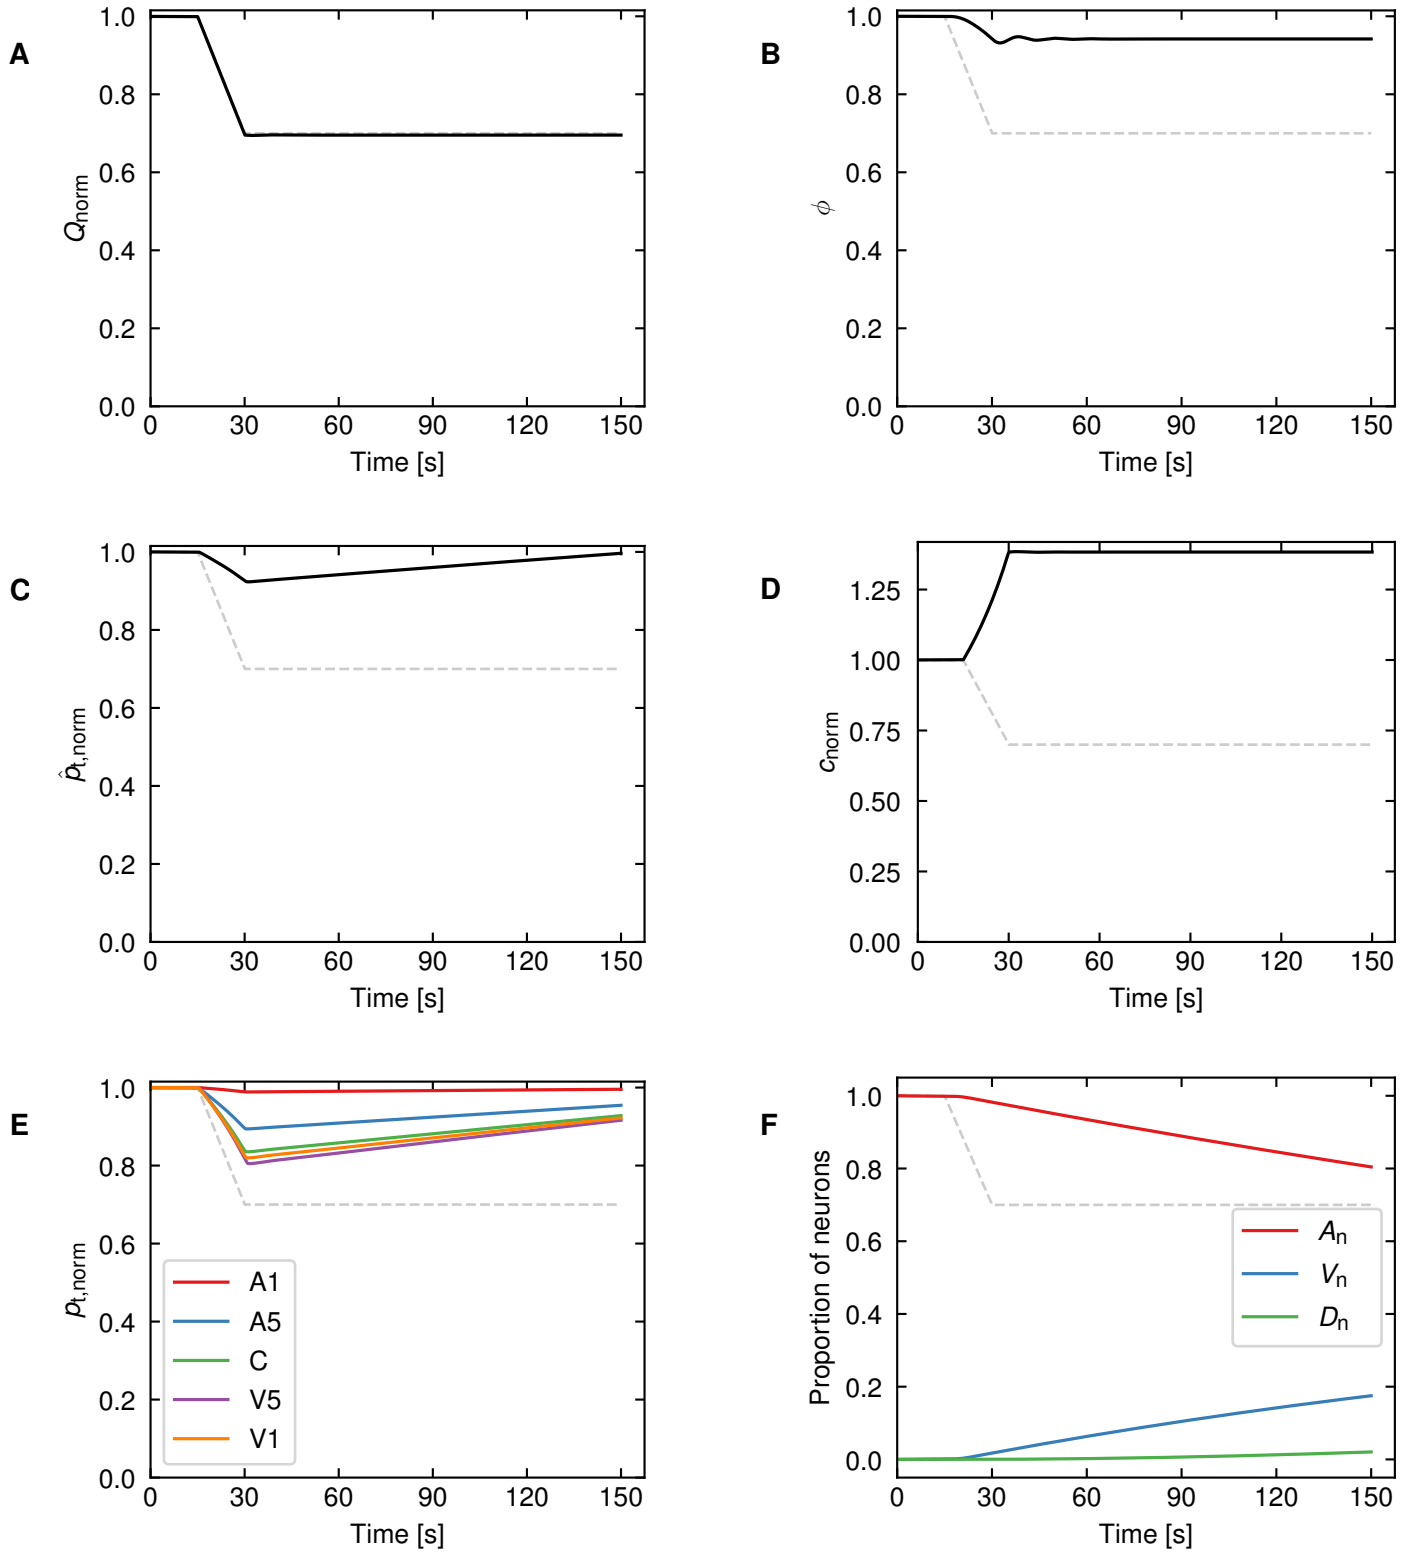 A
1.0
0.8
0.6
0.4
0.2
0.0
Q_norm
0 30 60 90 120 150
Time [s]
B
1.0
0.8
0.6
0.4
0.2
0.0
ϕ
0 30 60 90 120 150
Time [s]
C
1.0
0.8
0.6
0.4
0.2
0.0
p̂_t,norm
0 30 60 90 120 150
Time [s]
D
1.25
1.00
0.75
0.50
0.25
0.00
c_norm
0 30 60 90 120 150
Time [s]
E
1.0
0.8
0.6
0.4
0.2
0.0
p_t,norm
A1
A5
C
V5
V1
0 30 60 90 120 150
Time [s]
F
1.0
0.8
0.6
0.4
0.2
0.0
Proportion of neurons
A_n
V_n
D_n
0 30 60 90 120 150
Time [s]